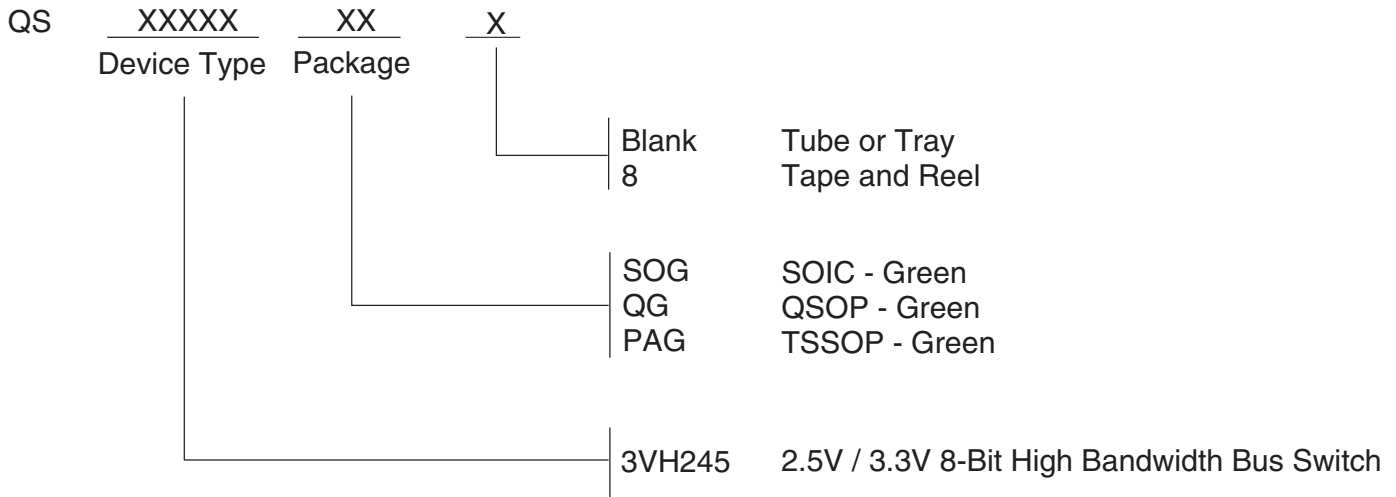 QS XXXXX XX X
Device Type Package
Blank Tube or Tray
8 Tape and Reel
SOG SOIC - Green
QG QSOP - Green
PAG TSSOP - Green
3VH245 2.5V / 3.3V 8-Bit High Bandwidth Bus Switch